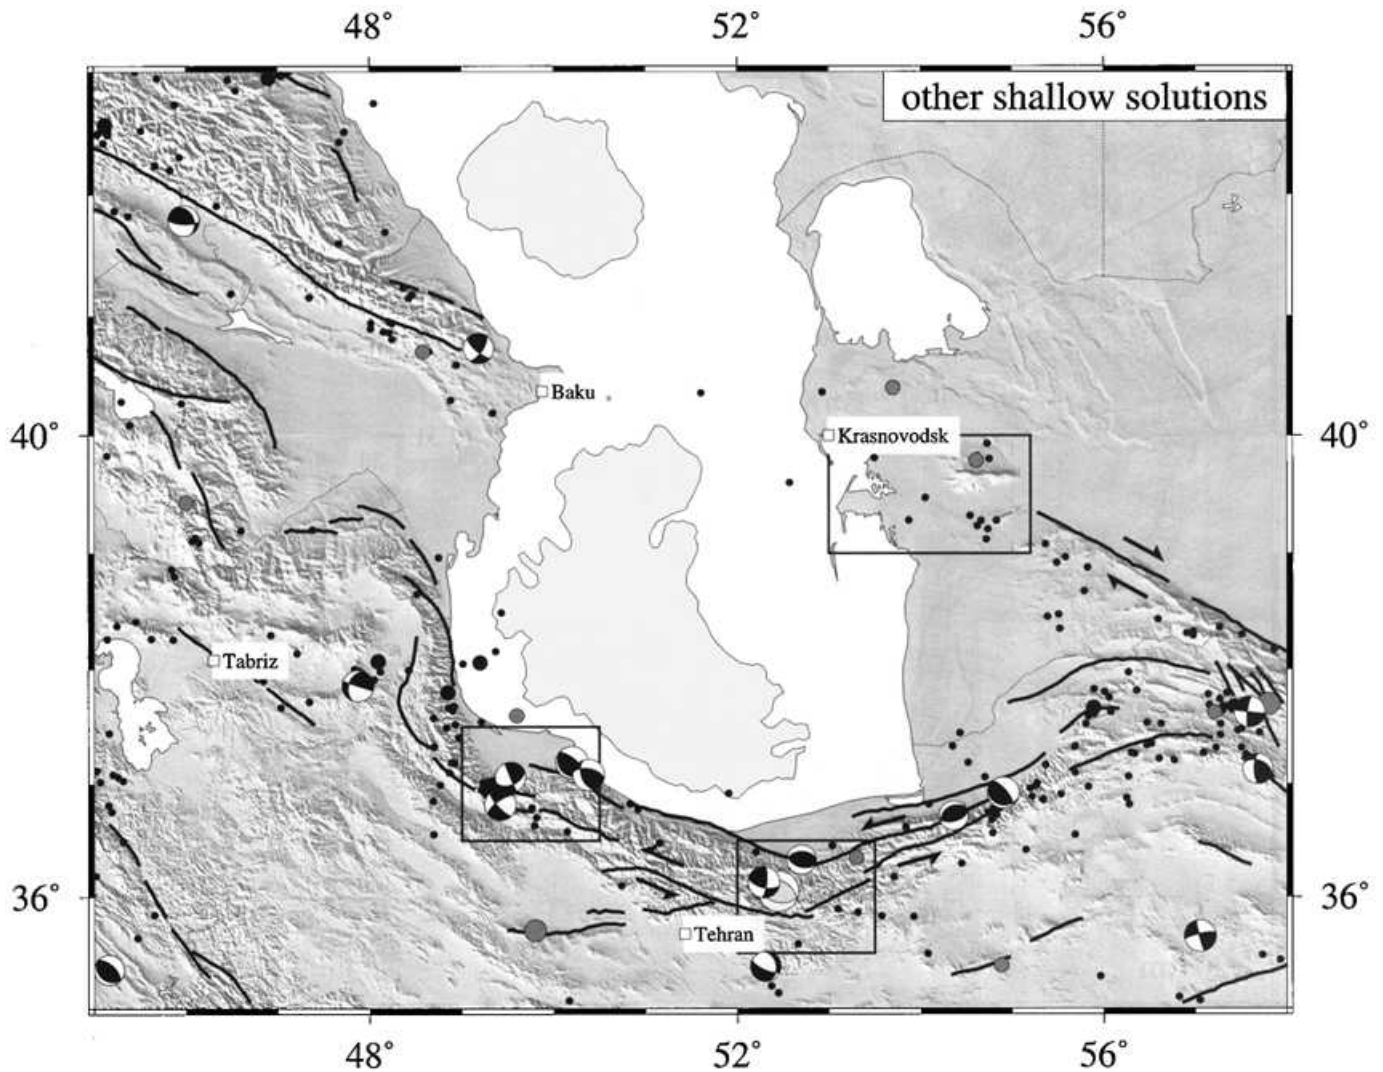 48° 52° 56°
other shallow solutions
Baku
40° Krasnovodsk 40°
Tabriz
36° 36°
Tehran
48° 52° 56°